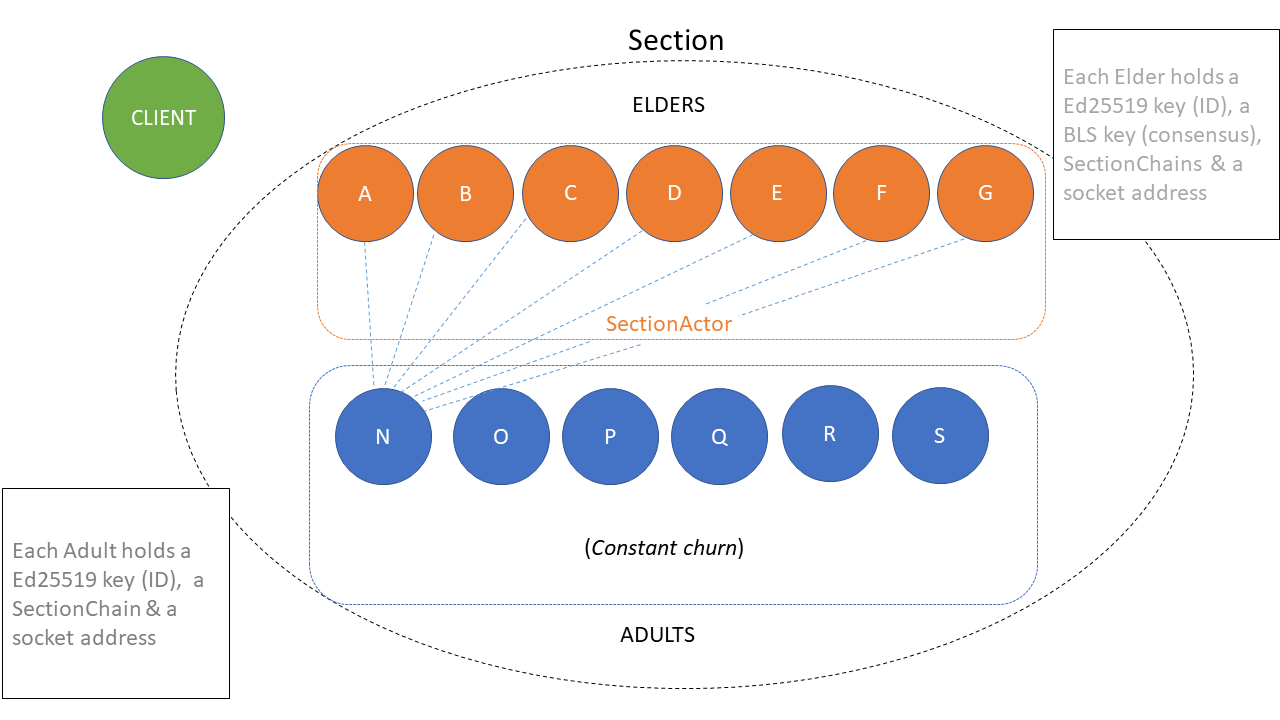 Section
CLIENT
ELDERS
Each Elder holds a
Ed25519 key (ID), a
BLS key (consensus),
SectionChains & a
socket address
A B C D E F G
SectionActor
N O P Q R S
(Constant churn)
Each Adult holds a
Ed25519 key (ID), a
SectionChain & a
socket address
ADULTS